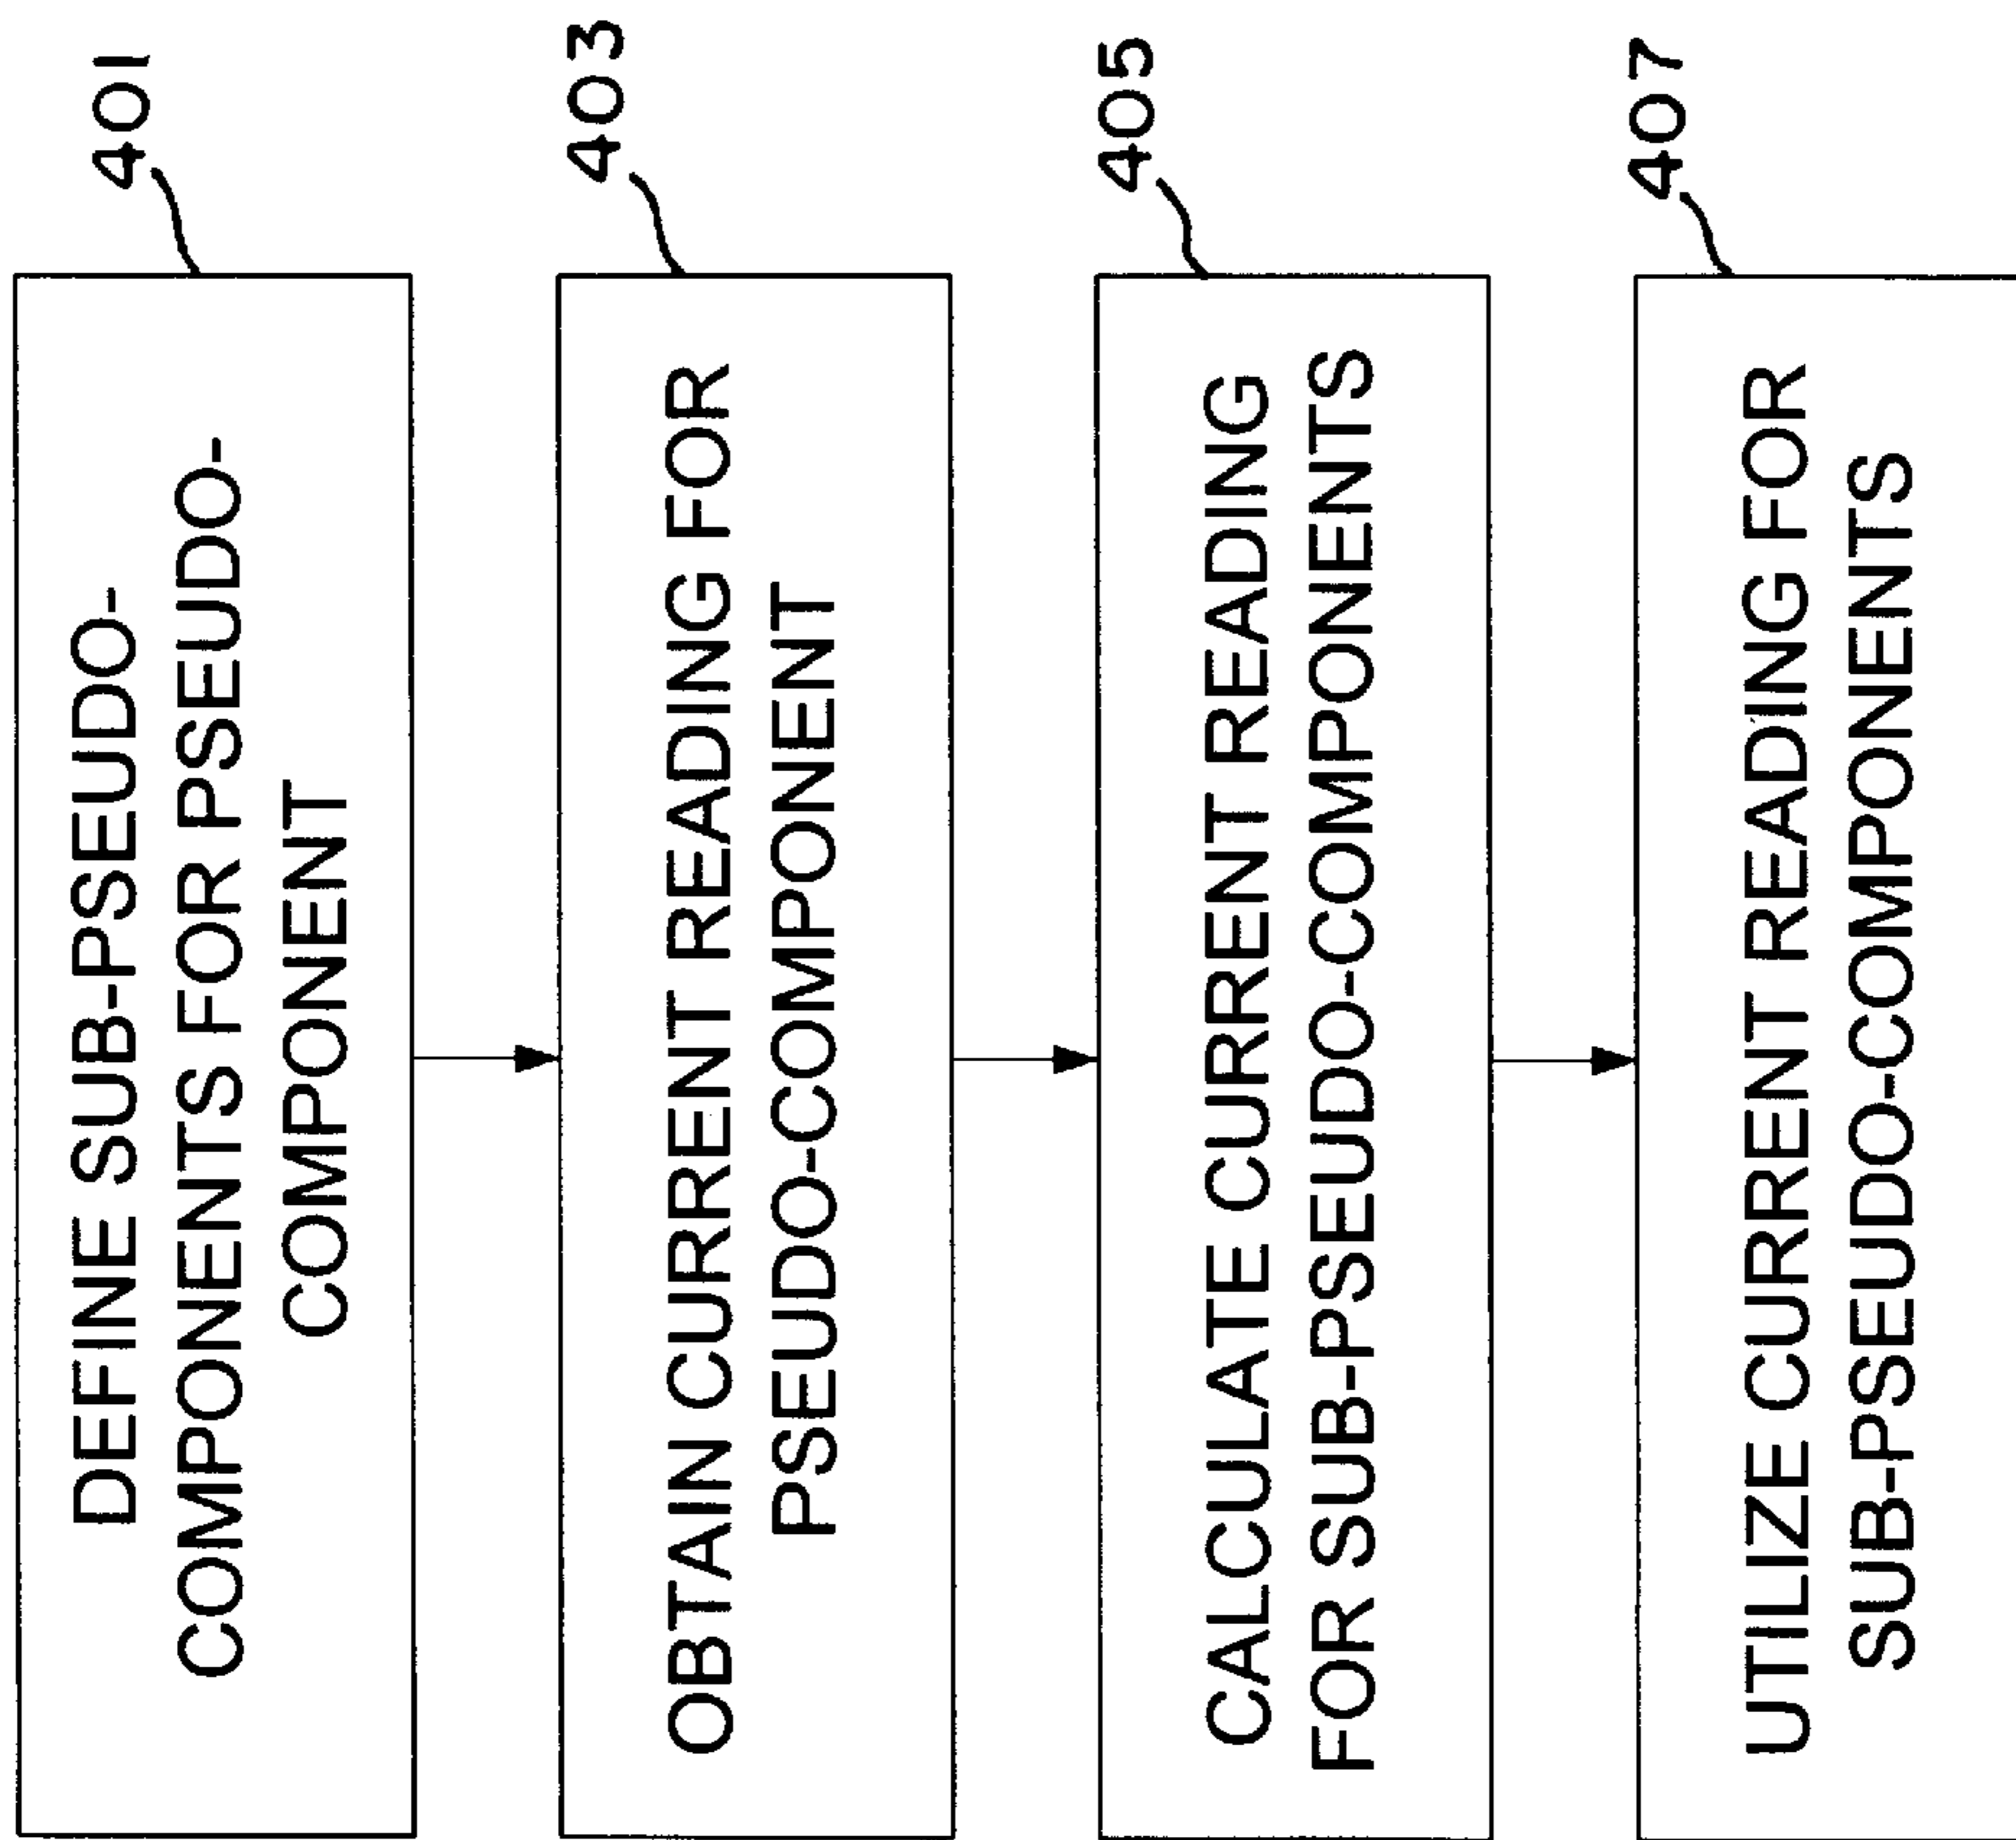 401
DEFINE SUB-PSEUDO-
COMPONENTS FOR PSEUDO-
COMPONENT
403
OBTAIN CURRENT READING FOR
PSEUDO-COMPONENT
405
CALCULATE CURRENT READING
FOR SUB-PSEUDO-COMPONENTS
407
UTILIZE CURRENT READING FOR
SUB-PSEUDO-COMPONENTS